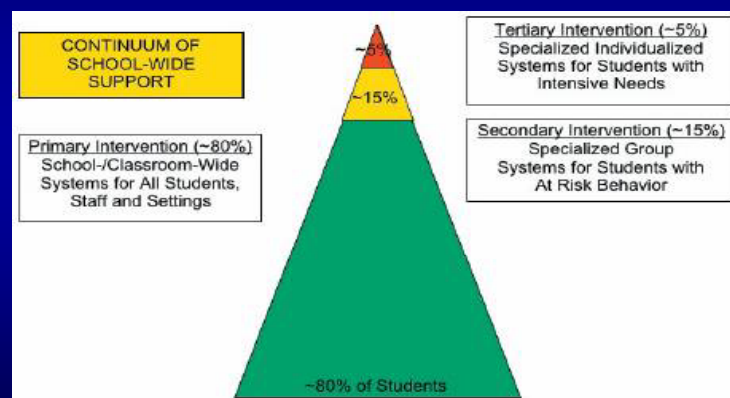 CONTINUUM OF
SCHOOL-WIDE
SUPPORT
Primary Intervention (~80%)
School-/Classroom-Wide
Systems for All Students,
Staff and Settings
~5%
~15%
~80% of Students
Tertiary Intervention (~5%)
Specialized Individualized
Systems for Students with
Intensive Needs
Secondary Intervention (~15%)
Specialized Group
Systems for Students with
At Risk Behavior